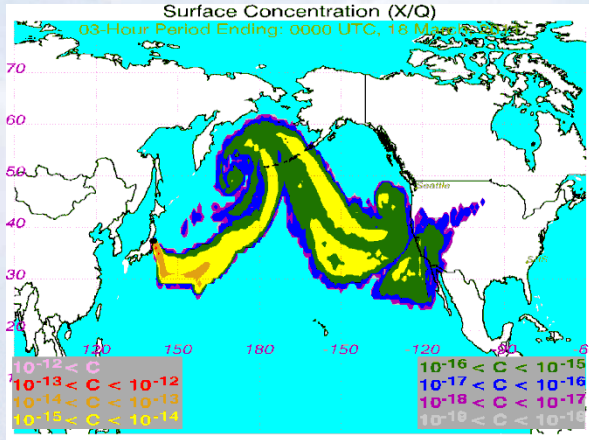 Surface Concentration (X/Q)
03-Hour Period Ending: 0000 UTC, 18 March
70
60
50
Seattle
40
30
20
120 150 180 -150 -120 -90 -6
10⁻¹² < C
10⁻¹³ < C < 10⁻¹²
10⁻¹⁴ < C < 10⁻¹³
10⁻¹⁵ < C < 10⁻¹⁴
10⁻¹⁶ < C < 10⁻¹⁵
10⁻¹⁷ < C < 10⁻¹⁶
10⁻¹⁸ < C < 10⁻¹⁷
10⁻¹⁹ < C < 10⁻¹⁸